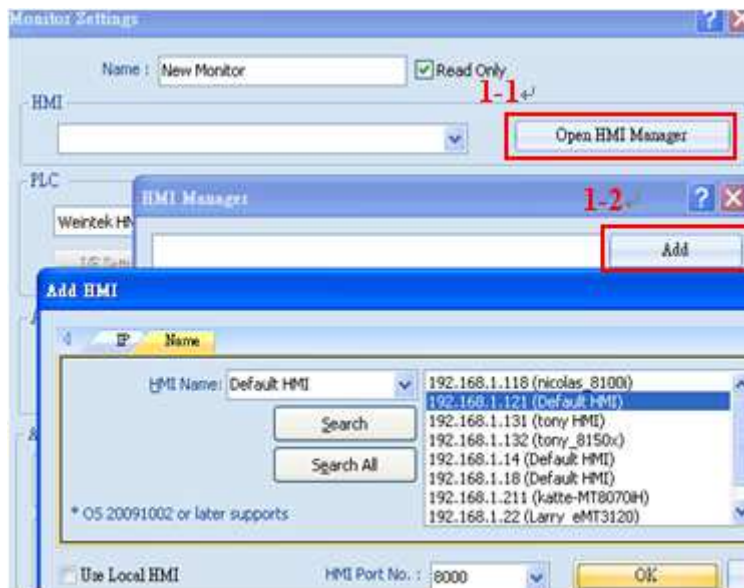 Monitor Settings
Name : New Monitor Read Only
1-1
HMI
Open HMI Manager
PLC
HMI Manager
1-2
Weintek HM
Add
Add HMI
IP Name
HMI Name: Default HMI
Search
Search All
* OS 20091002 or later supports
192.168.1.118 (nicolas_8100i)
192.168.1.121 (Default HMI)
192.168.1.131 (tony HMI)
192.168.1.132 (tony_8150x)
192.168.1.14 (Default HMI)
192.168.1.18 (Default HMI)
192.168.1.211 (katte-MT8070iH)
192.168.1.22 (Larry_eMT3120)
Use Local HMI HMI Port No. : 8000 OK